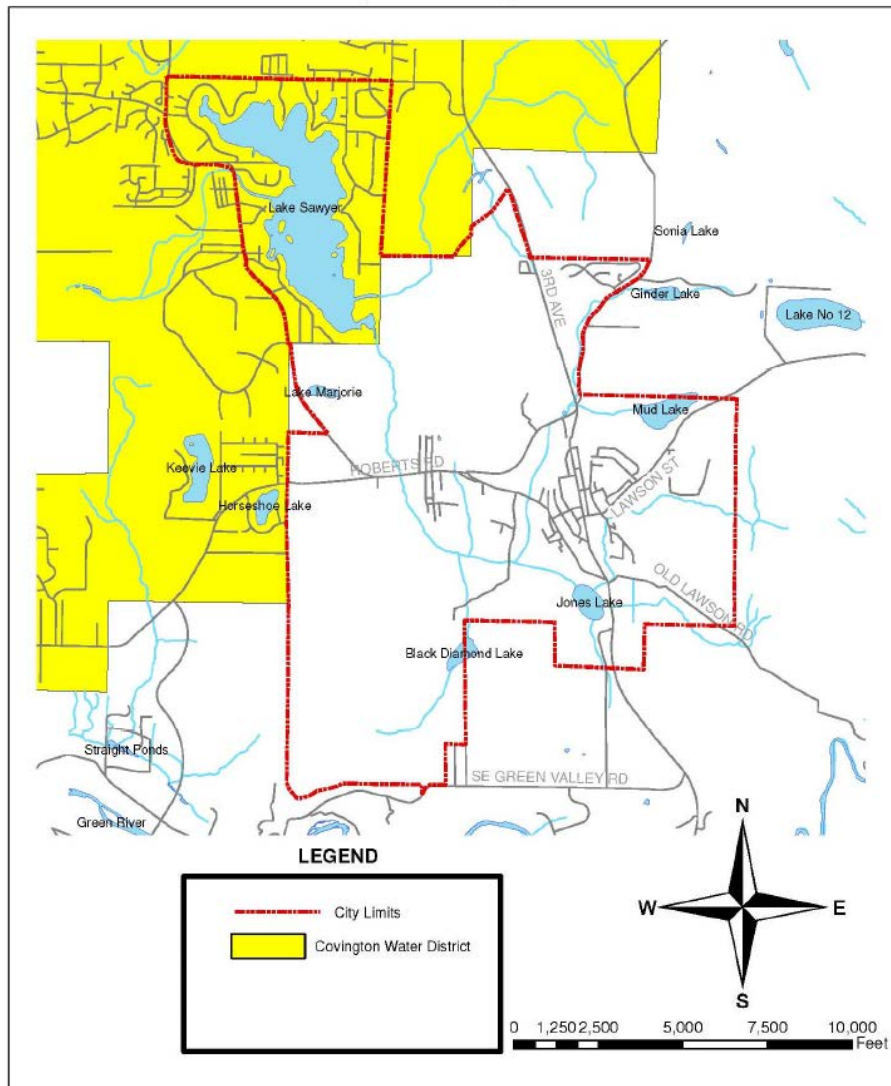 Lake Sawyer
Sonia Lake
3RD AVE
Ginder Lake
Lake No 12
Lake Marjorie
Mud Lake
Keevie Lake
ROBERTS RD
LAWSON ST
Horseshoe Lake
Jones Lake
OLD LAWSON RD
Black Diamond Lake
Straight Ponds
SE GREEN VALLEY RD
Green River
LEGEND
City Limits
Covington Water District
N
W
E
S
0 1,250 2,500 5,000 7,500 10,000
Feet